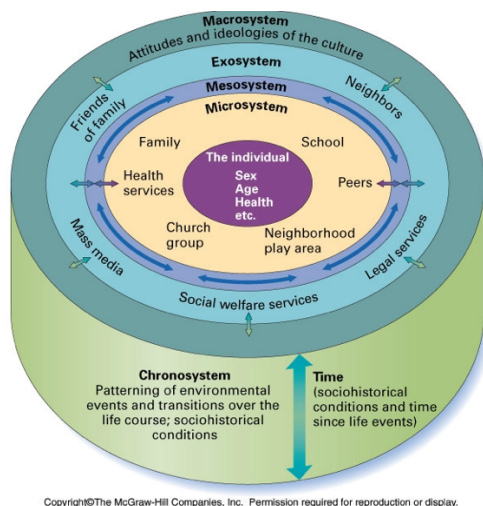 Macrosystem
Attitudes and ideologies of the culture
Exosystem
Mesosystem
Microsystem
Friends
of family
Neighbors
Family
School
The individual
Sex
Age
Health
etc.
Health
services
Peers
Church
group
Neighborhood
play area
Mass media
Legal services
Social welfare services
Chronosystem
Patterning of environmental
events and transitions over the
life course; sociohistorical
conditions
Time
(sociohistorical
conditions and time
since life events)
Copyright©The McGraw-Hill Companies, Inc. Permission required for reproduction or display.